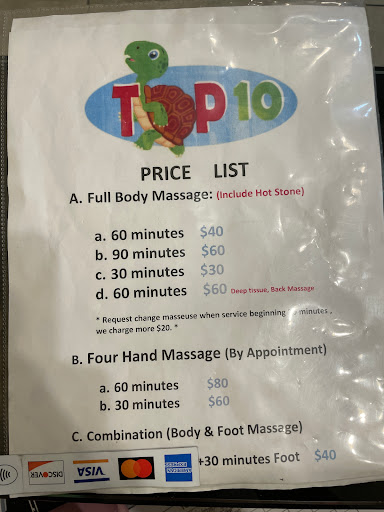 TOP 10
PRICE LIST
A. Full Body Massage: (Include Hot Stone)
a. 60 minutes $40
b. 90 minutes $60
c. 30 minutes $30
d. 60 minutes $60 Deep tissue, Back Massage
* Request change masseuse when service beginning minutes ,
we charge more $20. *
B. Four Hand Massage (By Appointment)
a. 60 minutes $80
b. 30 minutes $60
C. Combination (Body & Foot Massage)
+30 minutes Foot $40
DISCOVER VISA mastercard AMERICAN EXPRESS